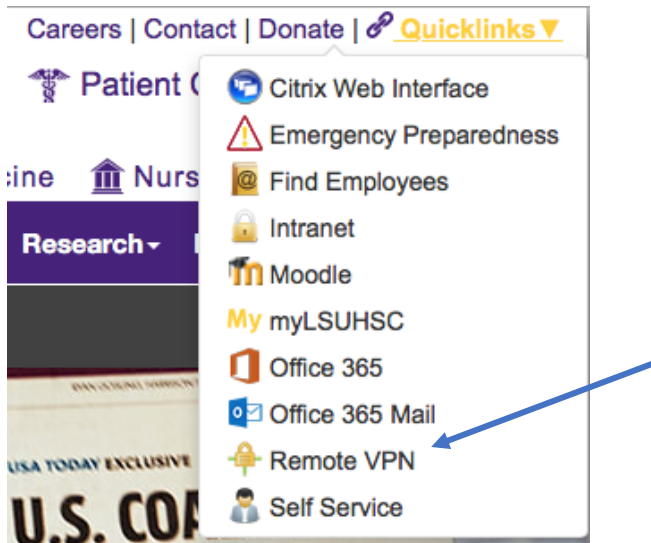 Careers | Contact | Donate | Quicklinks▼
Patient
Citrix Web Interface
Emergency Preparedness
cine Nurs
Find Employees
Intranet
Research
Moodle
My myLSUHSC
Office 365
Office 365 Mail
USA TODAY EXCLUSIVE
Remote VPN
U.S. COA
Self Service